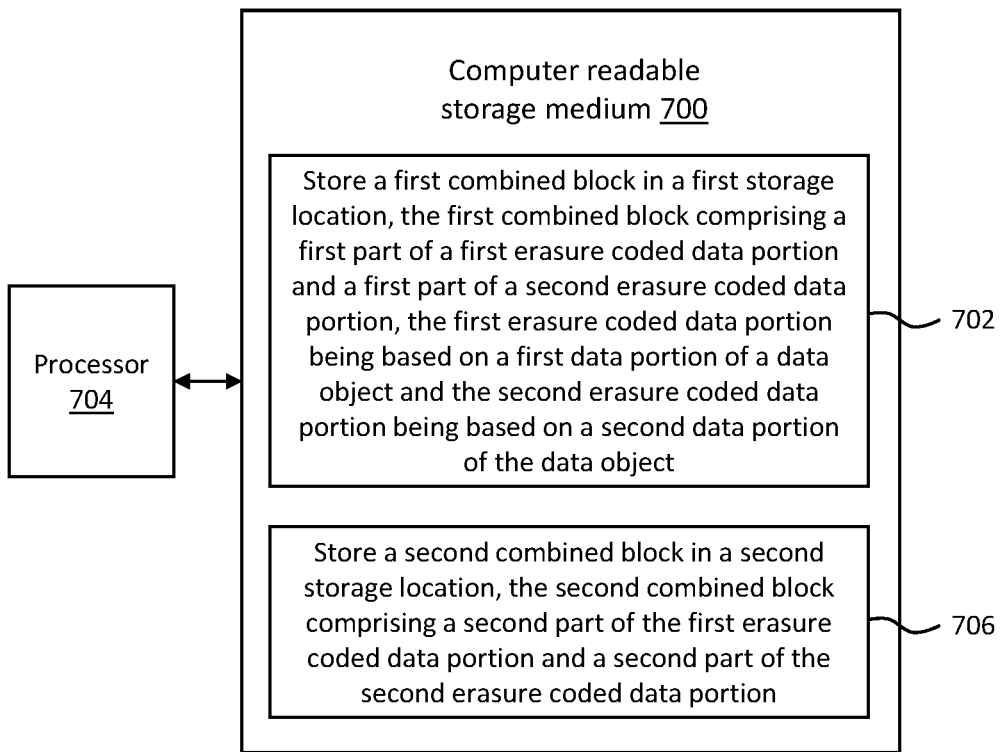 Computer readable
storage medium 700
Store a first combined block in a first storage
location, the first combined block comprising a
first part of a first erasure coded data portion
and a first part of a second erasure coded data
portion, the first erasure coded data portion
being based on a first data portion of a data
object and the second erasure coded data
portion being based on a second data portion
of the data object
702
Processor
704
Store a second combined block in a second
storage location, the second combined block
comprising a second part of the first erasure
coded data portion and a second part of the
second erasure coded data portion
706